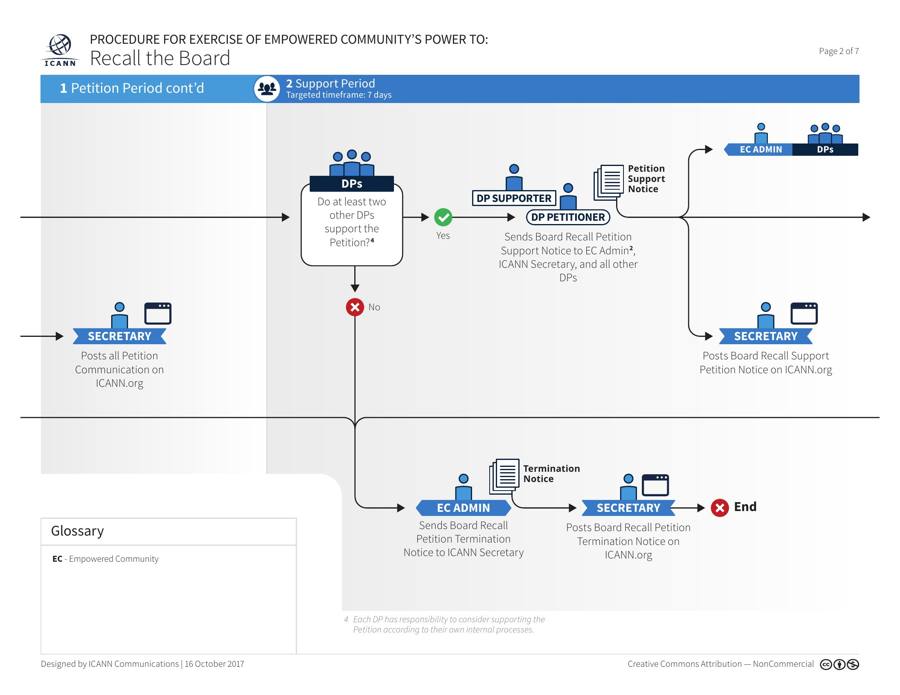 PROCEDURE FOR EXERCISE OF EMPOWERED COMMUNITY'S POWER TO:
Recall the Board
ICANN
Page 2 of 7
1 Petition Period cont'd
2 Support Period
Targeted timeframe: 7 days
EC ADMIN
DPs
DPs
Do at least two
other DPs
support the
Petition?⁴
Yes
No
DP SUPPORTER
DP PETITIONER
Petition
Support
Notice
Sends Board Recall Petition
Support Notice to EC Admin²,
ICANN Secretary, and all other
DPs
SECRETARY
Posts all Petition
Communication on
ICANN.org
SECRETARY
Posts Board Recall Support
Petition Notice on ICANN.org
Termination
Notice
EC ADMIN
Sends Board Recall
Petition Termination
Notice to ICANN Secretary
SECRETARY
Posts Board Recall Petition
Termination Notice on
ICANN.org
End
Glossary
EC - Empowered Community
4 Each DP has responsibility to consider supporting the
Petition according to their own internal processes.
Designed by ICANN Communications | 16 October 2017
Creative Commons Attribution — NonCommercial